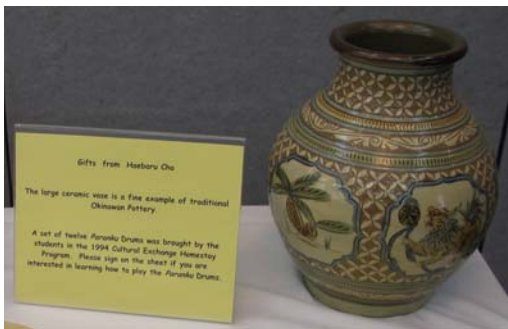 Gifts from Haebaru Cho
The large ceramic vase is a fine example of traditional
Okinawan Pottery.
A set of twelve Paranku Drums was brought by the
students in the 1994 Cultural Exchange Homestay
Program. Please sign on the sheet if you are
interested in learning how to play the Paranku Drums.